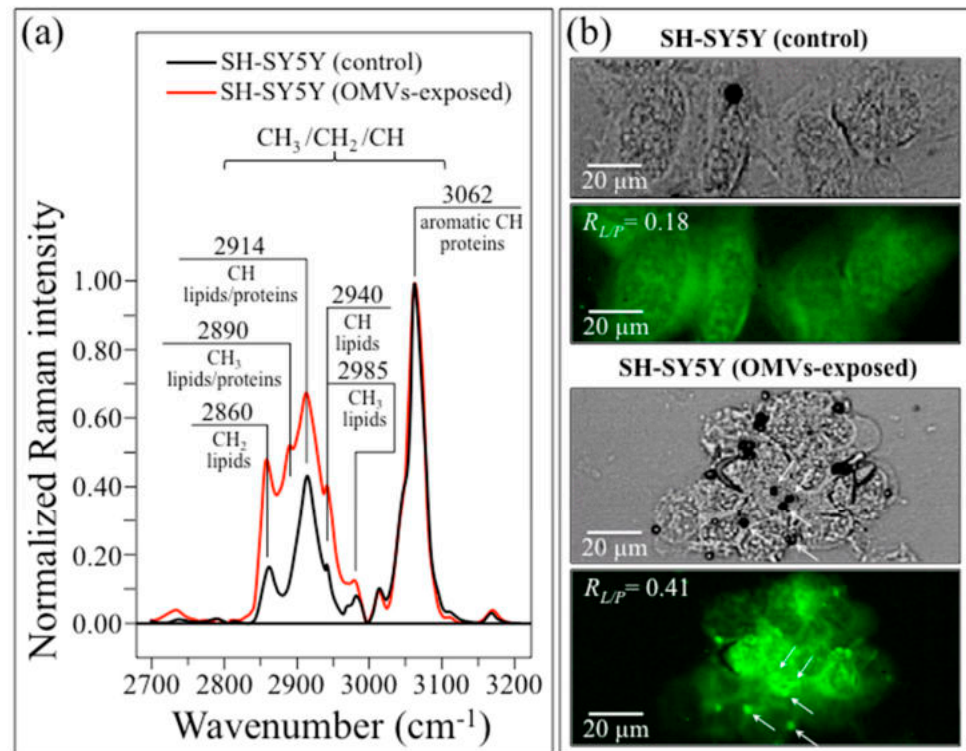 (a)
SH-SY5Y (control)
SH-SY5Y (OMVs-exposed)
CH₃/CH₂/CH
3062
aromatic CH
proteins
2914
CH
lipids/proteins
2940
CH
lipids
2890
CH₃
lipids/proteins
2985
CH₃
lipids
2860
CH₂
lipids
Normalized Raman intensity
1.00
0.80
0.60
0.40
0.20
0.00
2700 2800 2900 3000 3100 3200
Wavenumber (cm⁻¹)
(b)
SH-SY5Y (control)
20 µm
R_L/P = 0.18
20 µm
SH-SY5Y (OMVs-exposed)
20 µm
R_L/P = 0.41
20 µm